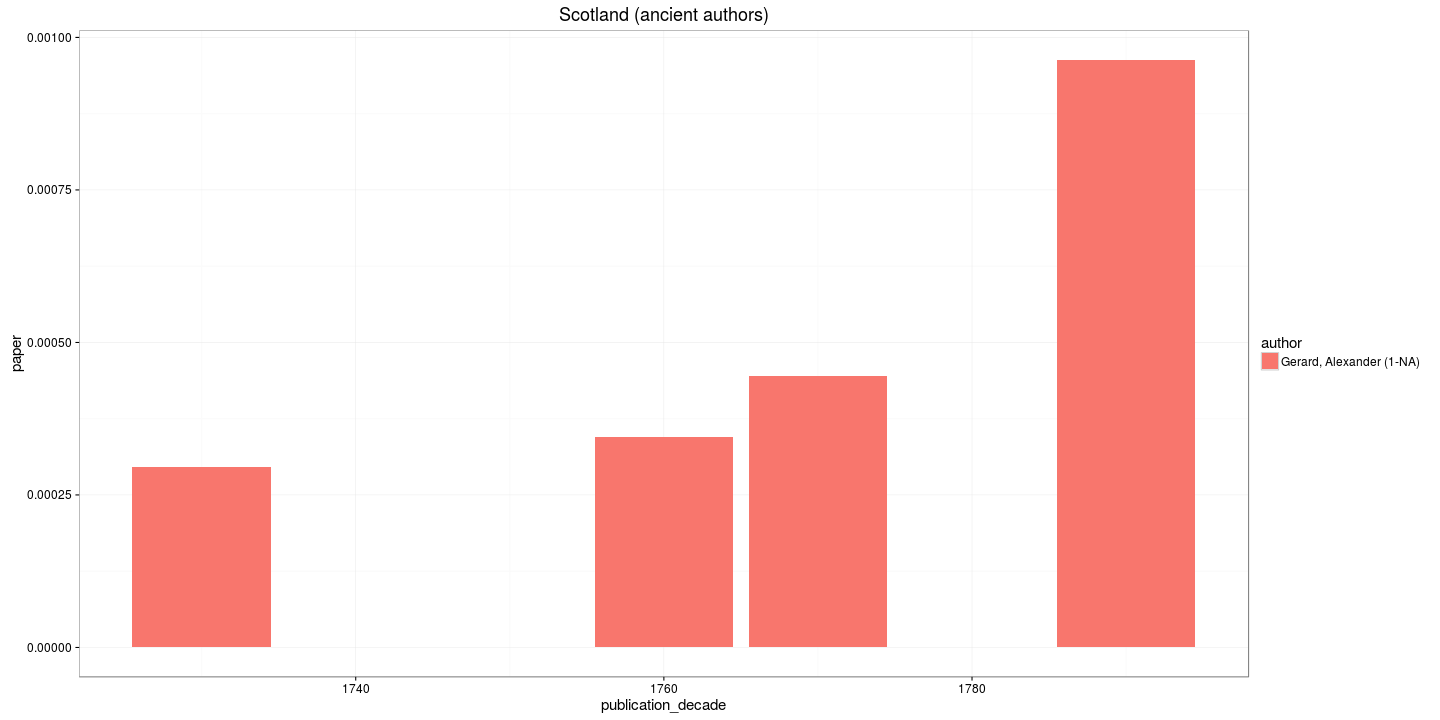 Scotland (ancient authors)
0.00100
0.00075
0.00050
0.00025
0.00000
paper
1740
1760
1780
publication_decade
author
Gerard, Alexander (1-NA)